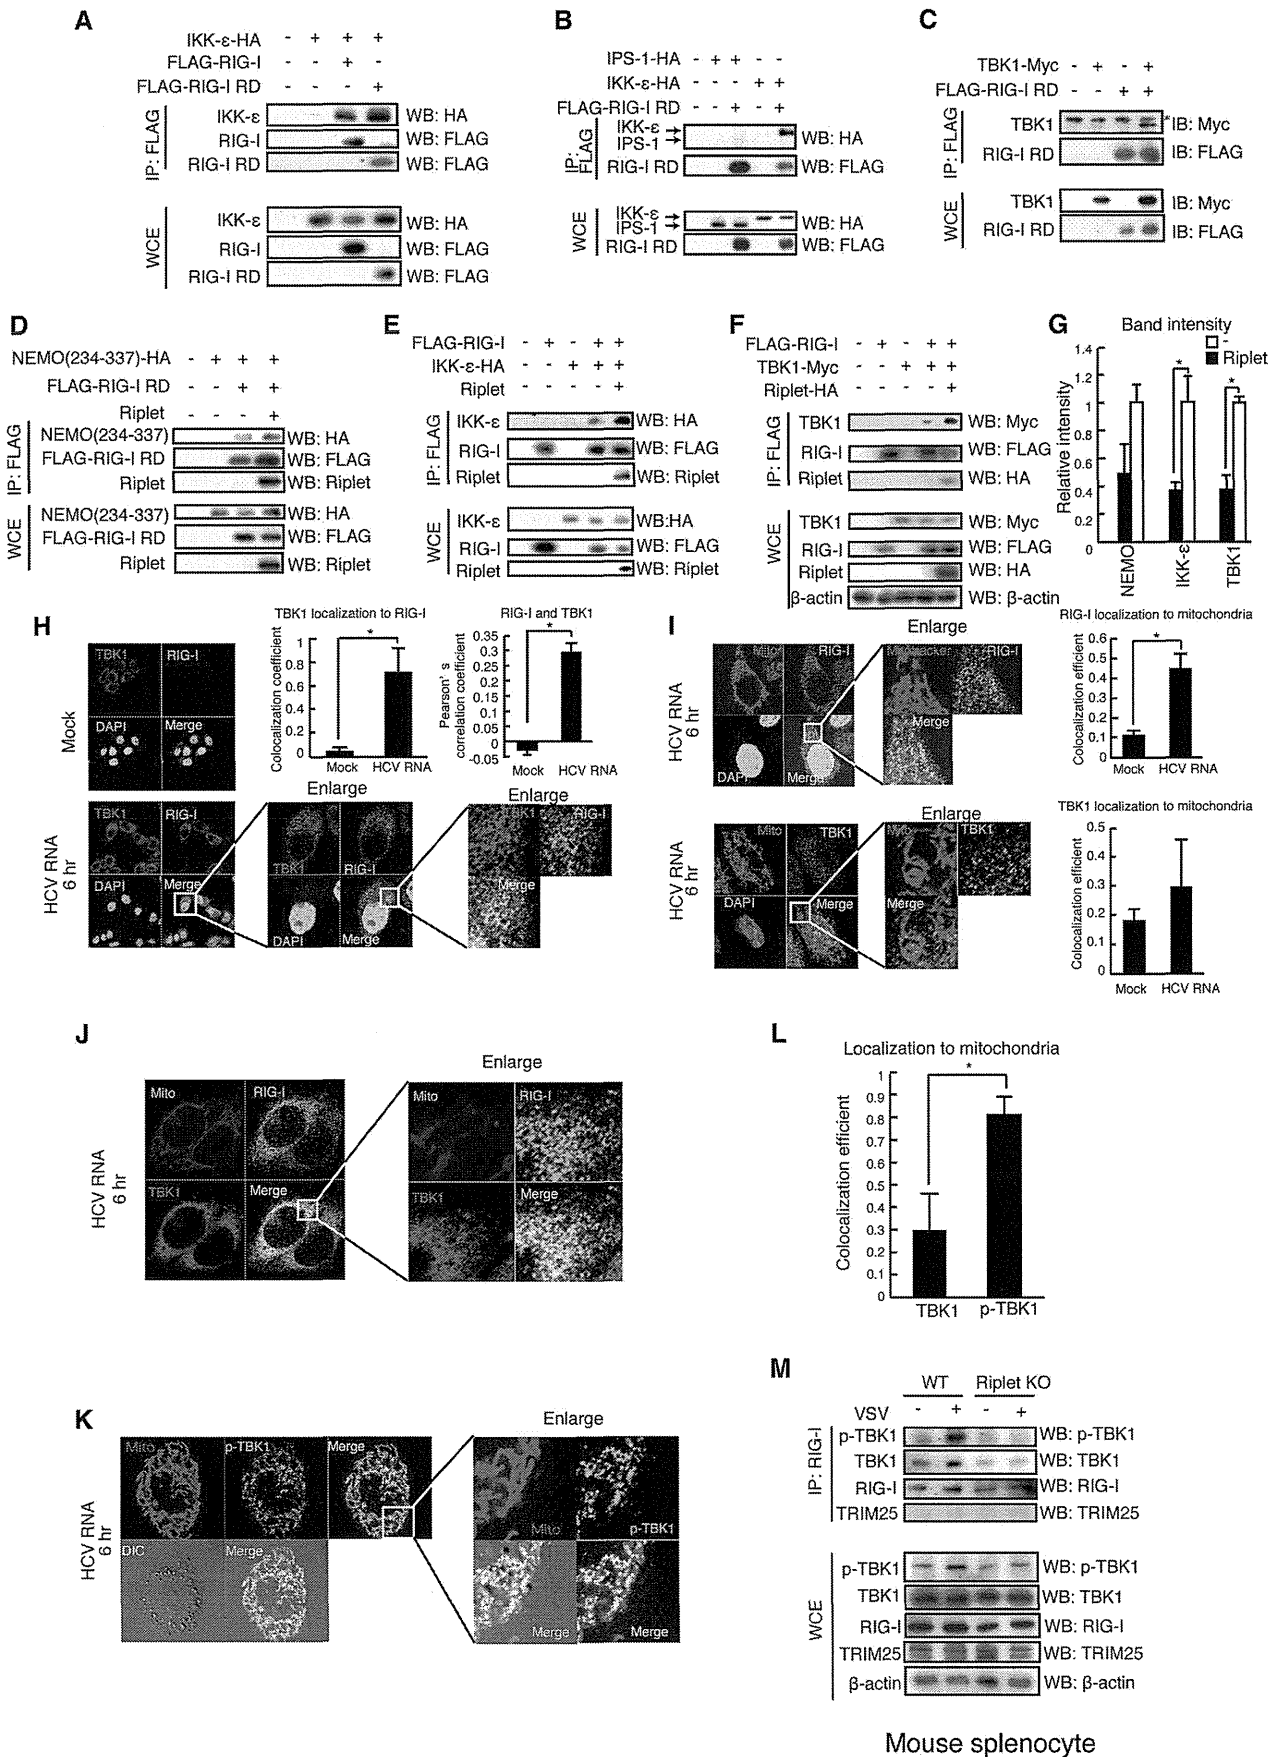 A
IKK-ε-HA - + + +
FLAG-RIG-I - - + -
FLAG-RIG-I RD - - - +
IP: FLAG
IKK-ε WB: HA
RIG-I WB: FLAG
RIG-I RD WB: FLAG
WCE
IKK-ε WB: HA
RIG-I WB: FLAG
RIG-I RD WB: FLAG
B
IPS-1-HA - + + - -
IKK-ε-HA - - - + +
FLAG-RIG-I RD - - + - +
IP: FLAG
IKK-ε
IPS-1 WB: HA
RIG-I RD WB: FLAG
WCE
IKK-ε
IPS-1 WB: HA
RIG-I RD WB: FLAG
C
TBK1-Myc - + - +
FLAG-RIG-I RD - - + +
IP: FLAG
TBK1 * IB: Myc
RIG-I RD IB: FLAG
WCE
TBK1 IB: Myc
RIG-I RD IB: FLAG
D
NEMO(234-337)-HA - + + +
FLAG-RIG-I RD - - + +
Riplet - - - +
IP: FLAG
NEMO(234-337) WB: HA
FLAG-RIG-I RD WB: FLAG
Riplet WB: Riplet
WCE
NEMO(234-337) WB: HA
FLAG-RIG-I RD WB: FLAG
Riplet WB: Riplet
E
FLAG-RIG-I - + - + +
IKK-ε-HA - - + + +
Riplet - - - - +
IP: FLAG
IKK-ε WB: HA
RIG-I WB: FLAG
Riplet WB: Riplet
WCE
IKK-ε WB:HA
RIG-I WB: FLAG
Riplet WB: Riplet
F
FLAG-RIG-I - + - + +
TBK1-Myc - - + + +
Riplet-HA - - - - +
IP: FLAG
TBK1 WB: Myc
RIG-I WB: FLAG
Riplet WB: HA
WCE
TBK1 WB: Myc
RIG-I WB: FLAG
Riplet WB: HA
β-actin WB: β-actin
G
Band intensity
-
Riplet
Relative intensity
1.4
1.2
1
0.8
0.6
0.4
0.2
0
* *
NEMO
IKK-ε
TBK1
H
Mock
TBK1 RIG-I
DAPI Merge
TBK1 localization to RIG-I
Colocalization coefficient
1
0.8
0.6
0.4
0.2
0
*
Mock HCV RNA
RIG-I and TBK1
Pearson's correlation coefficient
0.35
0.3
0.25
0.2
0.15
0.1
0.05
0
-0.05
*
Mock HCV RNA
HCV RNA
6 hr
TBK1 RIG-I
DAPI Merge
Enlarge
TBK1 RIG-I
DAPI Merge
Enlarge
TBK1 RIG-I
Merge
I
HCV RNA
6 hr
Mito RIG-I
DAPI Merge
Enlarge
RIG-I
Merge
RIG-I localization to mitochondria
Colocalization efficient
0.6
0.5
0.4
0.3
0.2
0.1
0
*
Mock HCV RNA
HCV RNA
6 hr
Mito TBK1
DAPI Merge
Enlarge
Mito TBK1
Merge
TBK1 localization to mitochondria
Colocalization efficient
0.5
0.4
0.3
0.2
0.1
0
Mock HCV RNA
J
HCV RNA
6 hr
Mito RIG-I
TBK1 Merge
Enlarge
Mito RIG-I
TBK1 Merge
K
HCV RNA
6 hr
Mito p-TBK1 Merge
DIC Merge
Enlarge
Mito p-TBK1
Merge Merge
L
Localization to mitochondria
Colocalization efficient
1
0.9
0.8
0.7
0.6
0.5
0.4
0.3
0.2
0.1
0
*
TBK1 p-TBK1
M
WT Riplet KO
VSV - + - +
IP: RIG-I
p-TBK1 WB: p-TBK1
TBK1 WB: TBK1
RIG-I WB: RIG-I
TRIM25 WB: TRIM25
WCE
p-TBK1 WB: p-TBK1
TBK1 WB: TBK1
RIG-I WB: RIG-I
TRIM25 WB: TRIM25
β-actin WB: β-actin
Mouse splenocyte